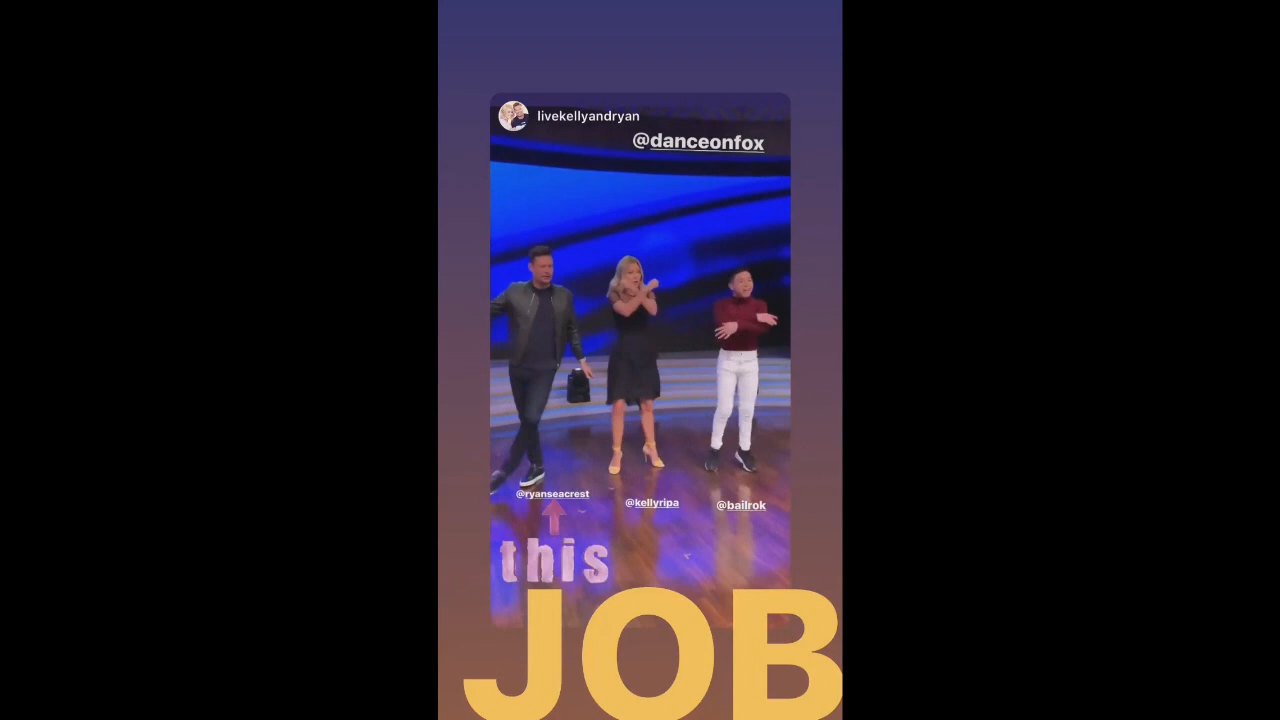 livekellyandryan
@danceonfox
@ryanseacrest
@kellyripa
@bailrok
this
JOB